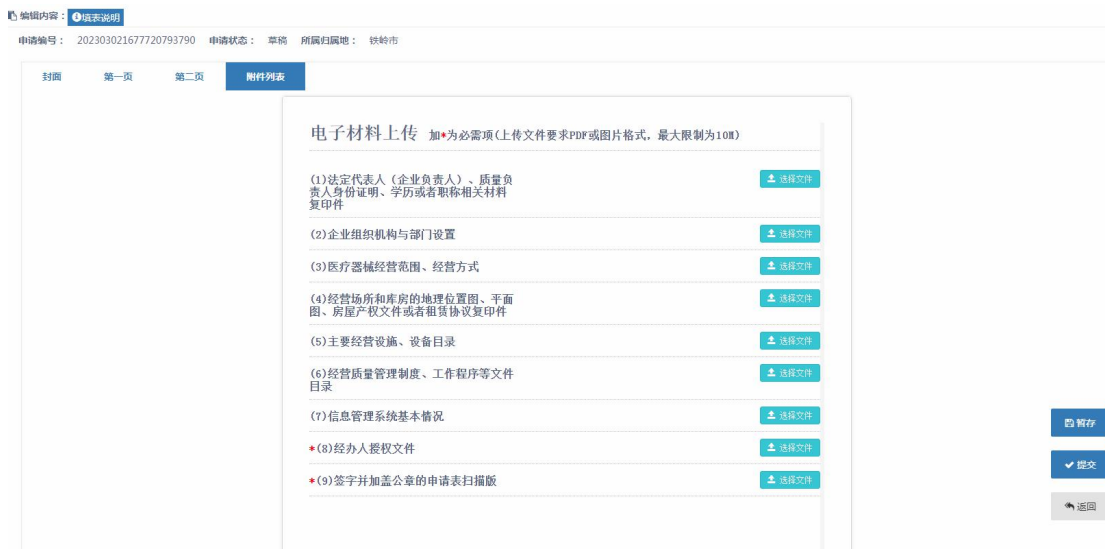 编辑内容：填表说明
申请编号： 202303021677720793790 申请状态： 草稿 所属归属地： 铁岭市
封面 第一页 第二页 附件列表
电子材料上传 加*为必需项(上传文件要求PDF或图片格式，最大限制为10M)
(1)法定代表人（企业负责人）、质量负
责人身份证明、学历或者职称相关材料
复印件
选择文件
(2)企业组织机构与部门设置 选择文件
(3)医疗器械经营范围、经营方式 选择文件
(4)经营场所和库房的地理位置图、平面
图、房屋产权文件或者租赁协议复印件
选择文件
(5)主要经营设施、设备目录 选择文件
(6)经营质量管理制度、工作程序等文件
目录
选择文件
(7)信息管理系统基本情况 选择文件
*(8)经办人授权文件 选择文件
*(9)签字并加盖公章的申请表扫描版 选择文件
暂存
提交
返回